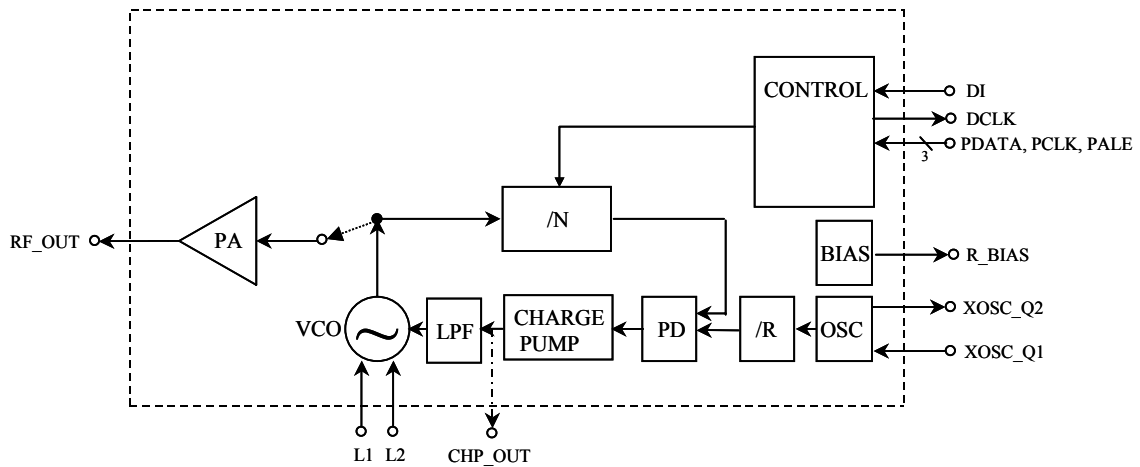 CONTROL
DI
DCLK
PDATA, PCLK, PALE
3
/N
RF_OUT
PA
BIAS
R_BIAS
XOSC_Q2
VCO
LPF
CHARGE
PUMP
PD
/R
OSC
XOSC_Q1
L1
L2
CHP_OUT